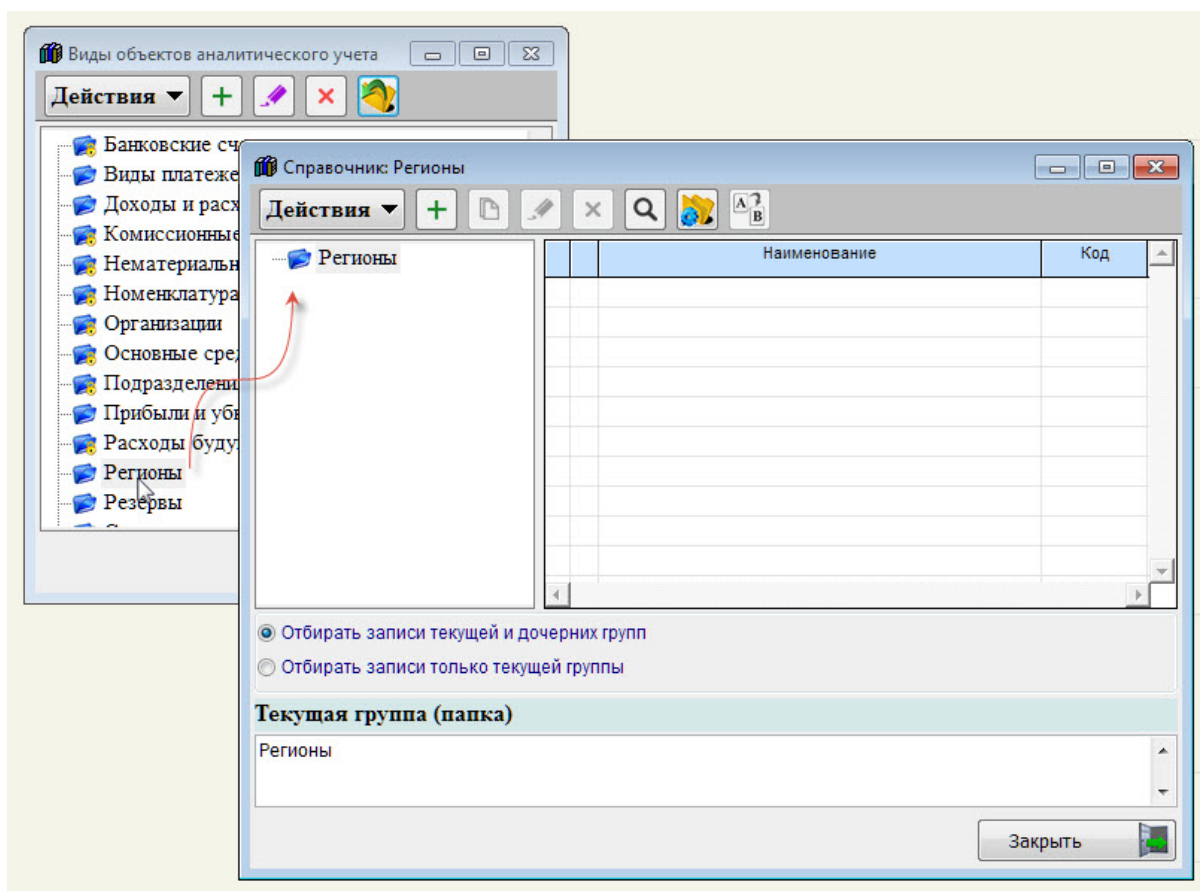 Виды объектов аналитического учета
Действия
Банковские сч
Виды платеже
Доходы и расх
Комиссионные
Нематериальн
Номенклатура
Организации
Основные сре
Подразделени
Прибыли и убы
Расходы буду
Регионы
Резервы
Справочник: Регионы
Действия
A B
Регионы
Наименование Код
Отбирать записи текущей и дочерних групп
Отбирать записи только текущей группы
Текущая группа (папка)
Регионы
Закрыть